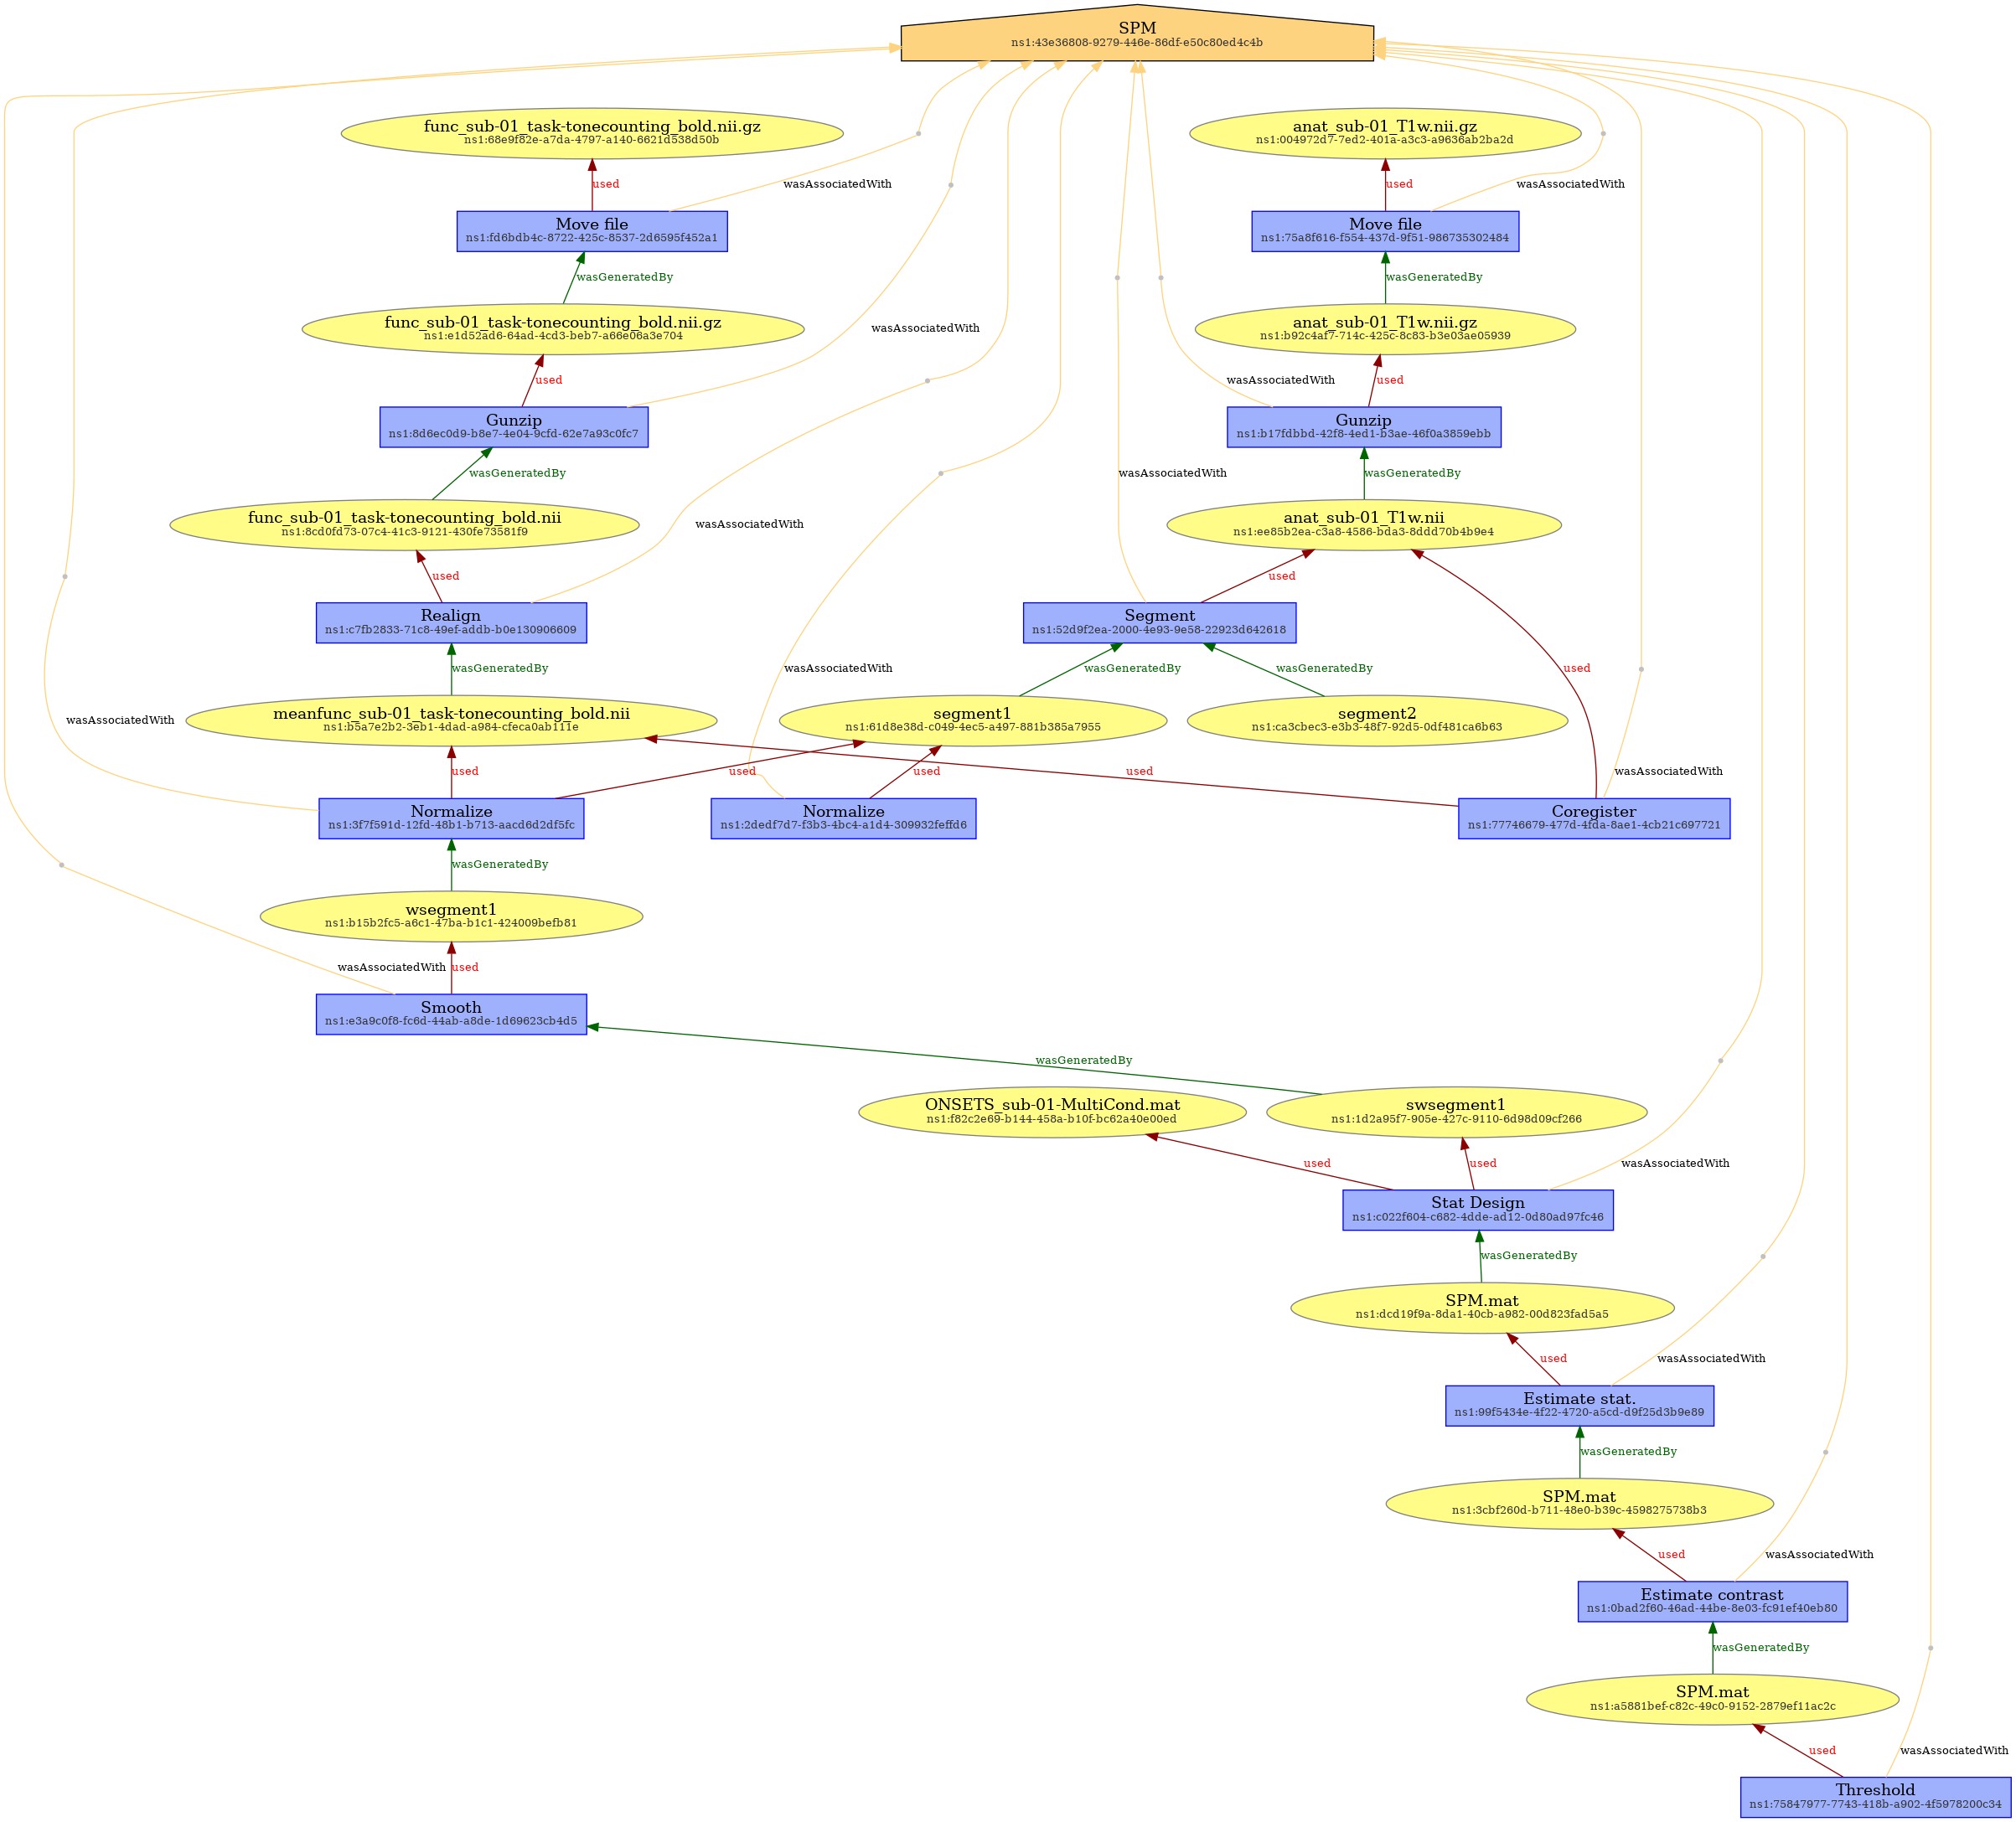 SPM
ns1:43e36808-9279-446e-86df-e50c80ed4c4b
func_sub-01_task-tonecounting_bold.nii.gz
ns1:68e9f82e-a7da-4797-a140-6621d538d50b
anat_sub-01_T1w.nii.gz
ns1:004972d7-7ed2-401a-a3c3-a9636ab2ba2d
used
wasAssociatedWith
used
wasAssociatedWith
Move file
ns1:fd6bdb4c-8722-425c-8537-2d6595f452a1
Move file
ns1:75a8f616-f554-437d-9f51-986735302484
wasGeneratedBy
wasGeneratedBy
func_sub-01_task-tonecounting_bold.nii.gz
ns1:e1d52ad6-64ad-4cd3-beb7-a66e06a3e704
wasAssociatedWith
anat_sub-01_T1w.nii.gz
ns1:b92c4af7-714c-425c-8c83-b3e03ae05939
used
wasAssociatedWith
used
Gunzip
ns1:8d6ec0d9-b8e7-4e04-9cfd-62e7a93c0fc7
Gunzip
ns1:b17fdbbd-42f8-4ed1-b3ae-46f0a3859ebb
wasGeneratedBy
wasAssociatedWith
wasGeneratedBy
func_sub-01_task-tonecounting_bold.nii
ns1:8cd0fd73-07c4-41c3-9121-430fe73581f9
wasAssociatedWith
anat_sub-01_T1w.nii
ns1:ee85b2ea-c3a8-4586-bda3-8ddd70b4b9e4
used
used
Realign
ns1:c7fb2833-71c8-49ef-addb-b0e130906609
Segment
ns1:52d9f2ea-2000-4e93-9e58-22923d642618
wasGeneratedBy
wasAssociatedWith
wasGeneratedBy
wasGeneratedBy
used
wasAssociatedWith
meanfunc_sub-01_task-tonecounting_bold.nii
ns1:b5a7e2b2-3eb1-4dad-a984-cfeca0ab111e
segment1
ns1:61d8e38d-c049-4ec5-a497-881b385a7955
segment2
ns1:ca3cbec3-e3b3-48f7-92d5-0df481ca6b63
used
used
used
used
wasAssociatedWith
Normalize
ns1:3f7f591d-12fd-48b1-b713-aacd6d2df5fc
Normalize
ns1:2dedf7d7-f3b3-4bc4-a1d4-309932feffd6
Coregister
ns1:77746679-477d-4fda-8ae1-4cb21c697721
wasGeneratedBy
wsegment1
ns1:b15b2fc5-a6c1-47ba-b1c1-424009befb81
wasAssociatedWith
used
Smooth
ns1:e3a9c0f8-fc6d-44ab-a8de-1d69623cb4d5
wasGeneratedBy
ONSETS_sub-01-MultiCond.mat
ns1:f82c2e69-b144-458a-b10f-bc62a40e00ed
swsegment1
ns1:1d2a95f7-905e-427c-9110-6d98d09cf266
used
used
wasAssociatedWith
Stat Design
ns1:c022f604-c682-4dde-ad12-0d80ad97fc46
wasGeneratedBy
SPM.mat
ns1:dcd19f9a-8da1-40cb-a982-00d823fad5a5
used
wasAssociatedWith
Estimate stat.
ns1:99f5434e-4f22-4720-a5cd-d9f25d3b9e89
wasGeneratedBy
SPM.mat
ns1:3cbf260d-b711-48e0-b39c-4598275738b3
used
wasAssociatedWith
Estimate contrast
ns1:0bad2f60-46ad-44be-8e03-fc91ef40eb80
wasGeneratedBy
SPM.mat
ns1:a5881bef-c82c-49c0-9152-2879ef11ac2c
used
wasAssociatedWith
Threshold
ns1:75847977-7743-418b-a902-4f5978200c34